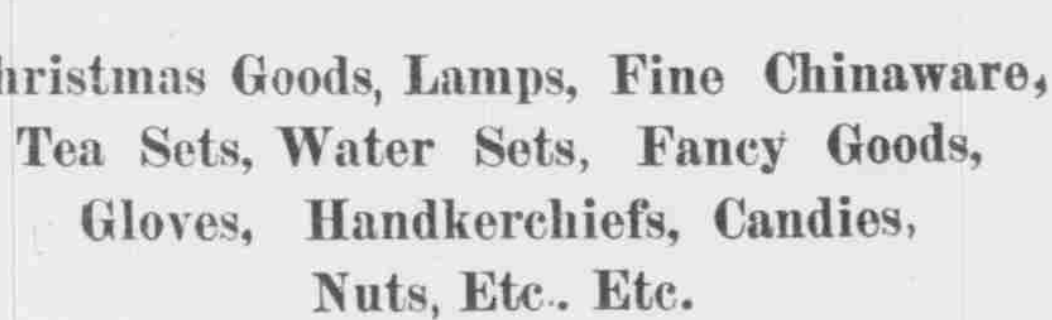 hristmas Goods, Lamps, Fine Chinaware,
Tea Sets, Water Sets, Fancy Goods,
Gloves, Handkerchiefs, Candies,
Nuts, Etc.. Etc.